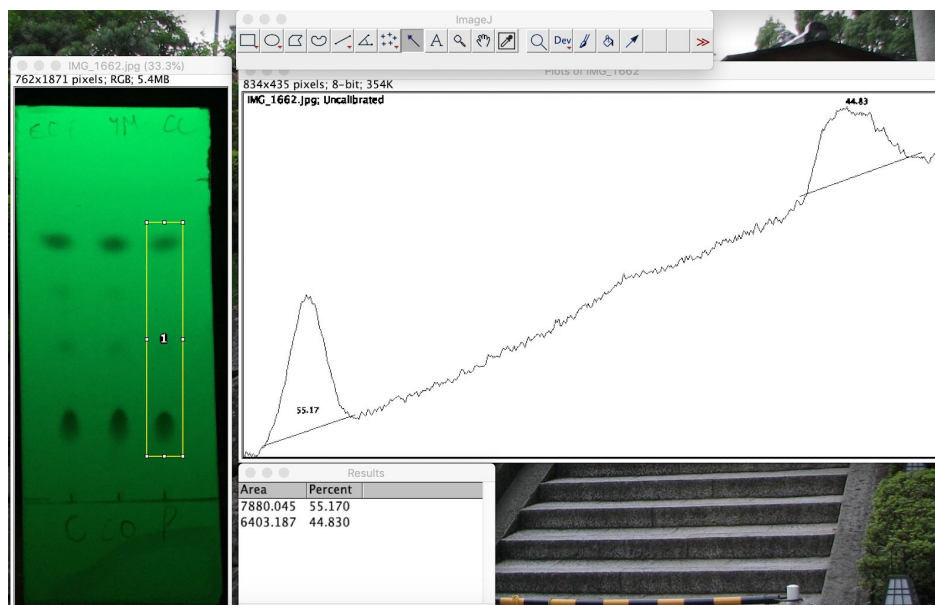 ImageJ
Dev
IMG_1662.jpg (33.3%)
762x1871 pixels; RGB; 5.4MB
Plots of IMG_1662
834x435 pixels; 8-bit; 354K
IMG_1662.jpg; Uncalibrated
44.83
CC
1
55.17
C CO P
Results
Area Percent
7880.045 55.170
6403.187 44.830